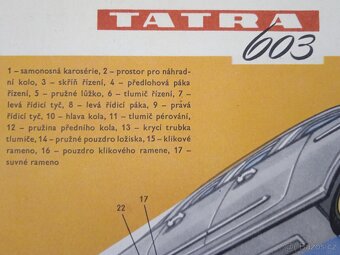 TATRA
603
1 – samonosná karosérie, 2 – prostor pro náhrad-
ní kolo, 3 – skříň řízení, 4 – předlohová páka
řízení, 5 – pružné lůžko, 6 – tlumič řízení, 7 –
levá řídicí tyč, 8 – levá řídicí páka, 9 – pravá
řídicí tyč, 10 – hlava kola, 11 – tlumič pérování,
12 – pružina předního kola, 13 – krycí trubka
tlumiče, 14 – pružné pouzdro ložiska, 15 – klikové
rameno, 16 – pouzdro klikového ramene, 17 –
suvné rameno
17
22